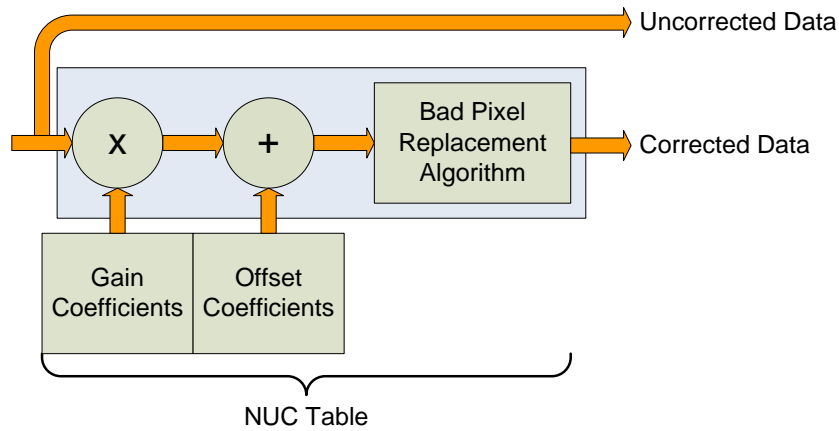 Uncorrected Data
x
+
Bad Pixel
Replacement
Algorithm
Corrected Data
Gain
Coefficients
Offset
Coefficients
NUC Table